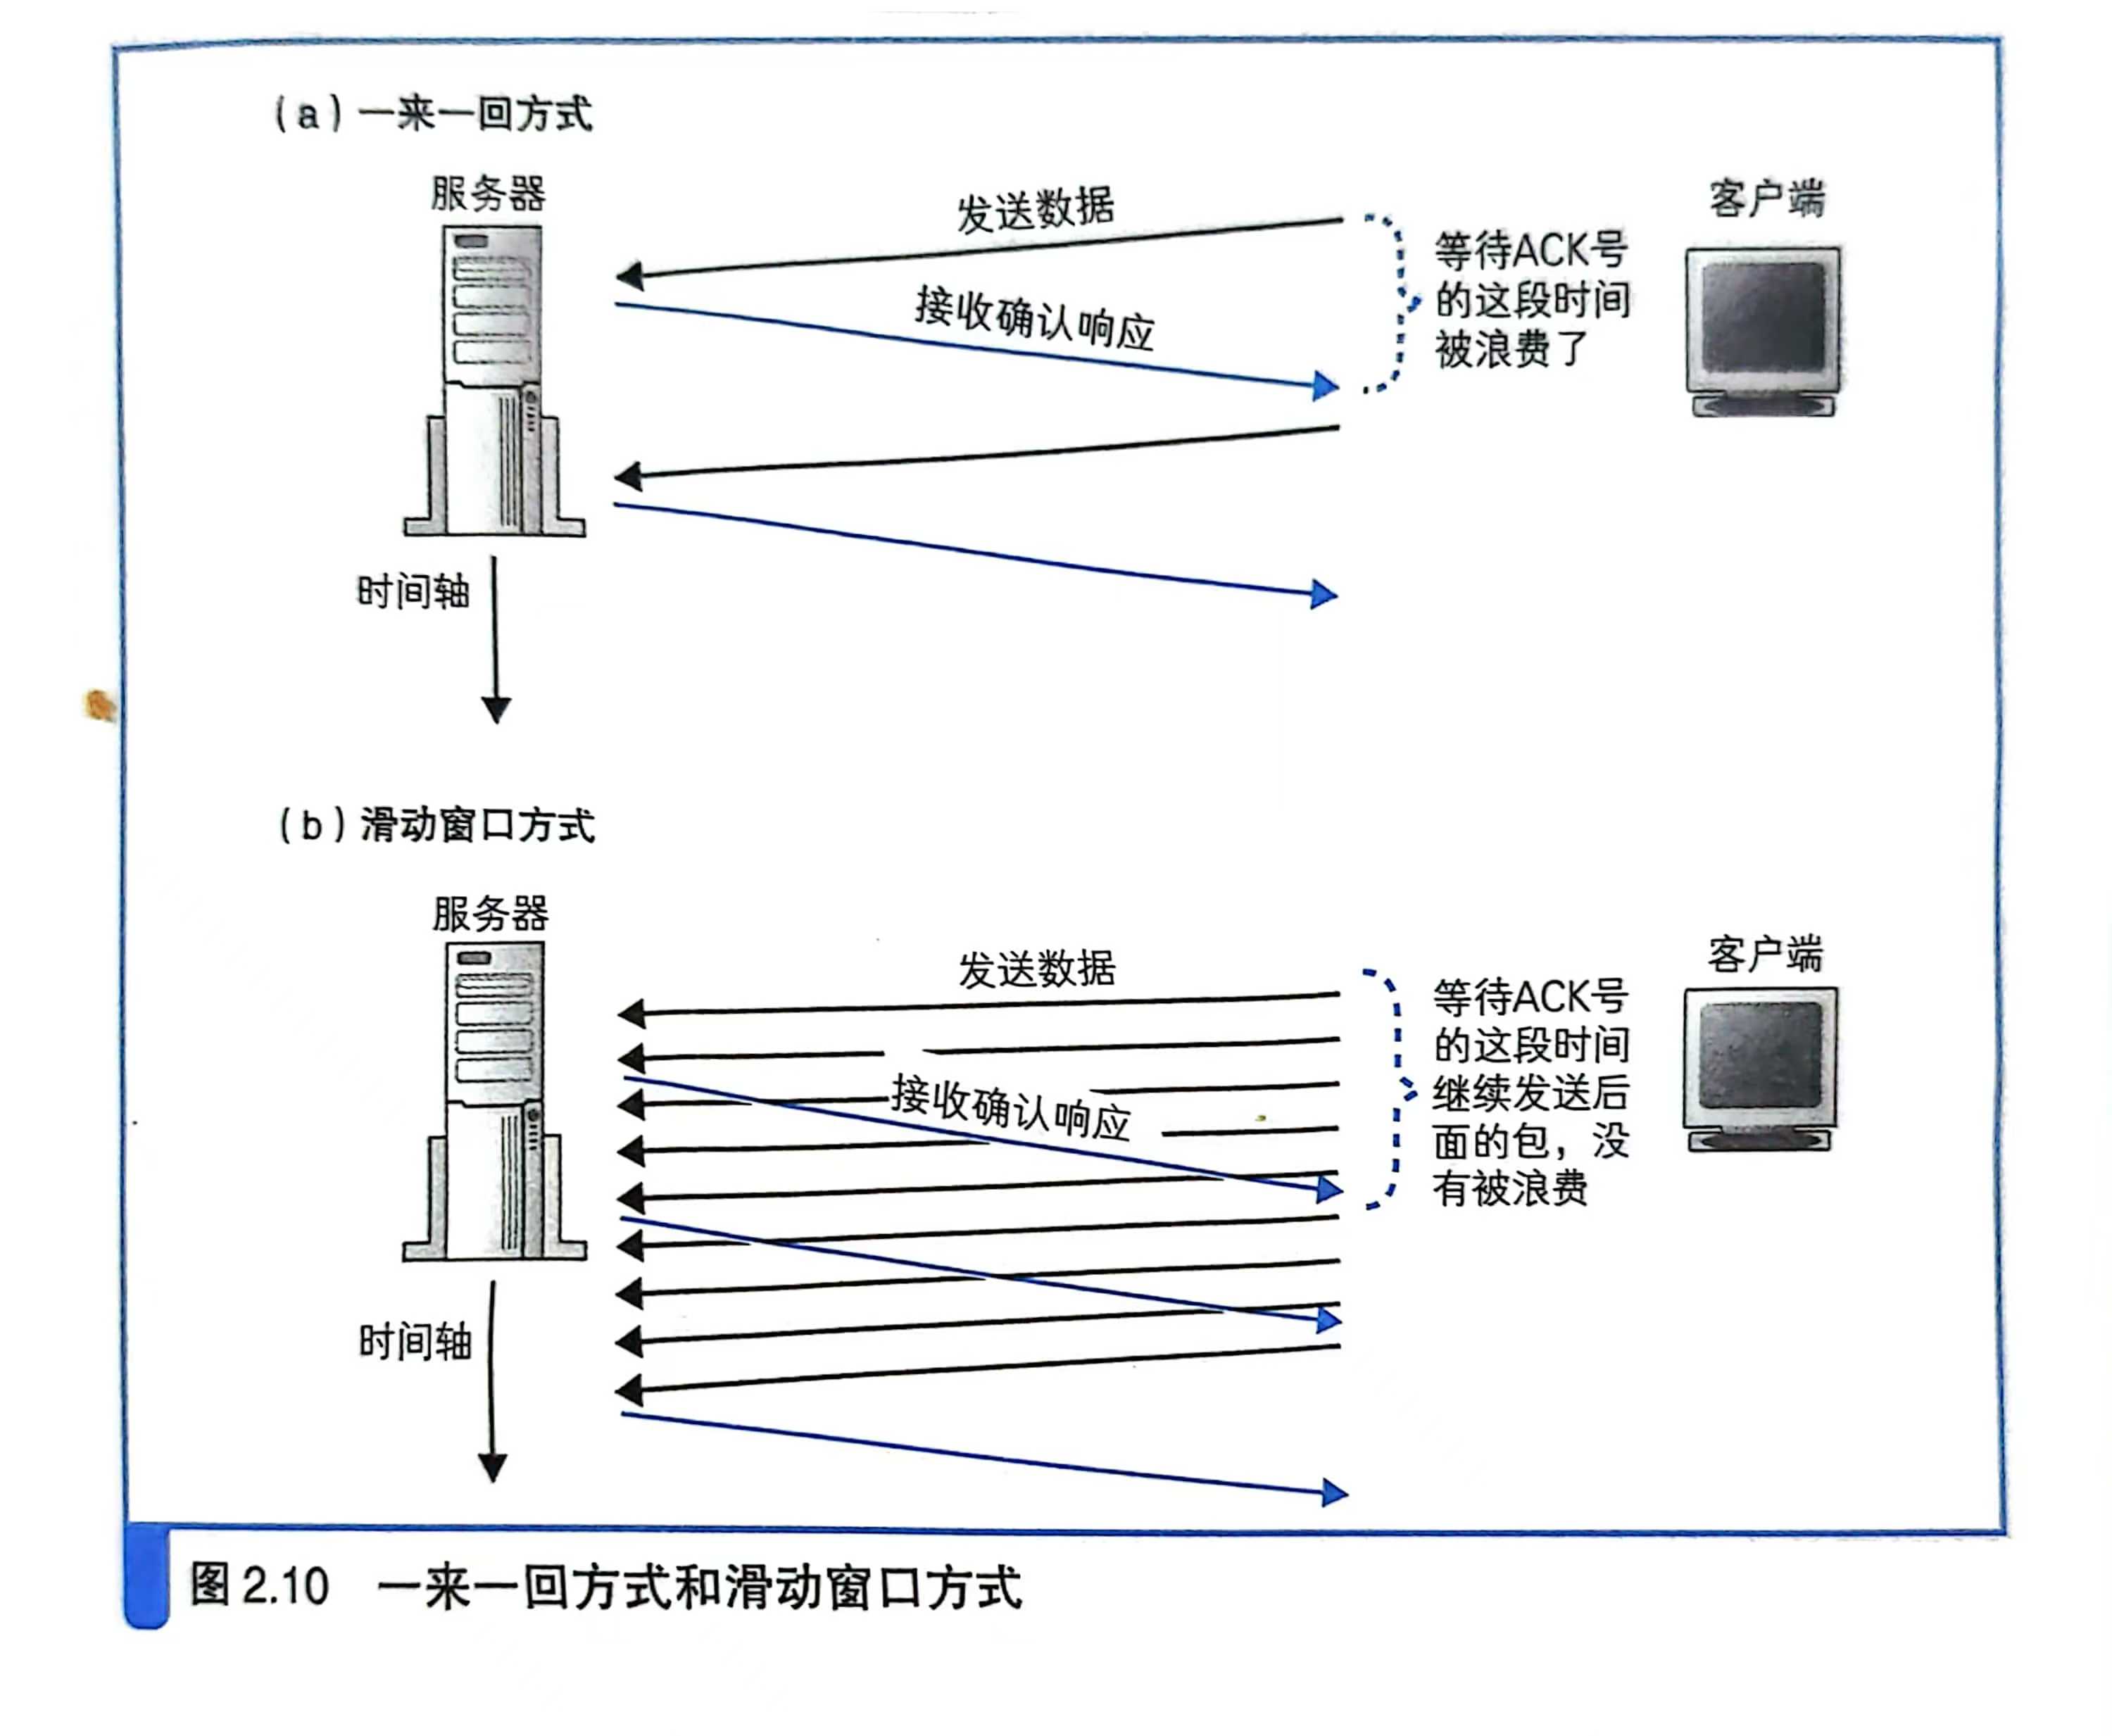 (a)一来一回方式
服务器
发送数据
客户端
等待ACK号
的这段时间
被浪费了
接收确认响应
时间轴
(b)滑动窗口方式
服务器
发送数据
客户端
等待ACK号
的这段时间
继续发送后
面的包，没
有被浪费
接收确认响应
时间轴
图2.10 一来一回方式和滑动窗口方式